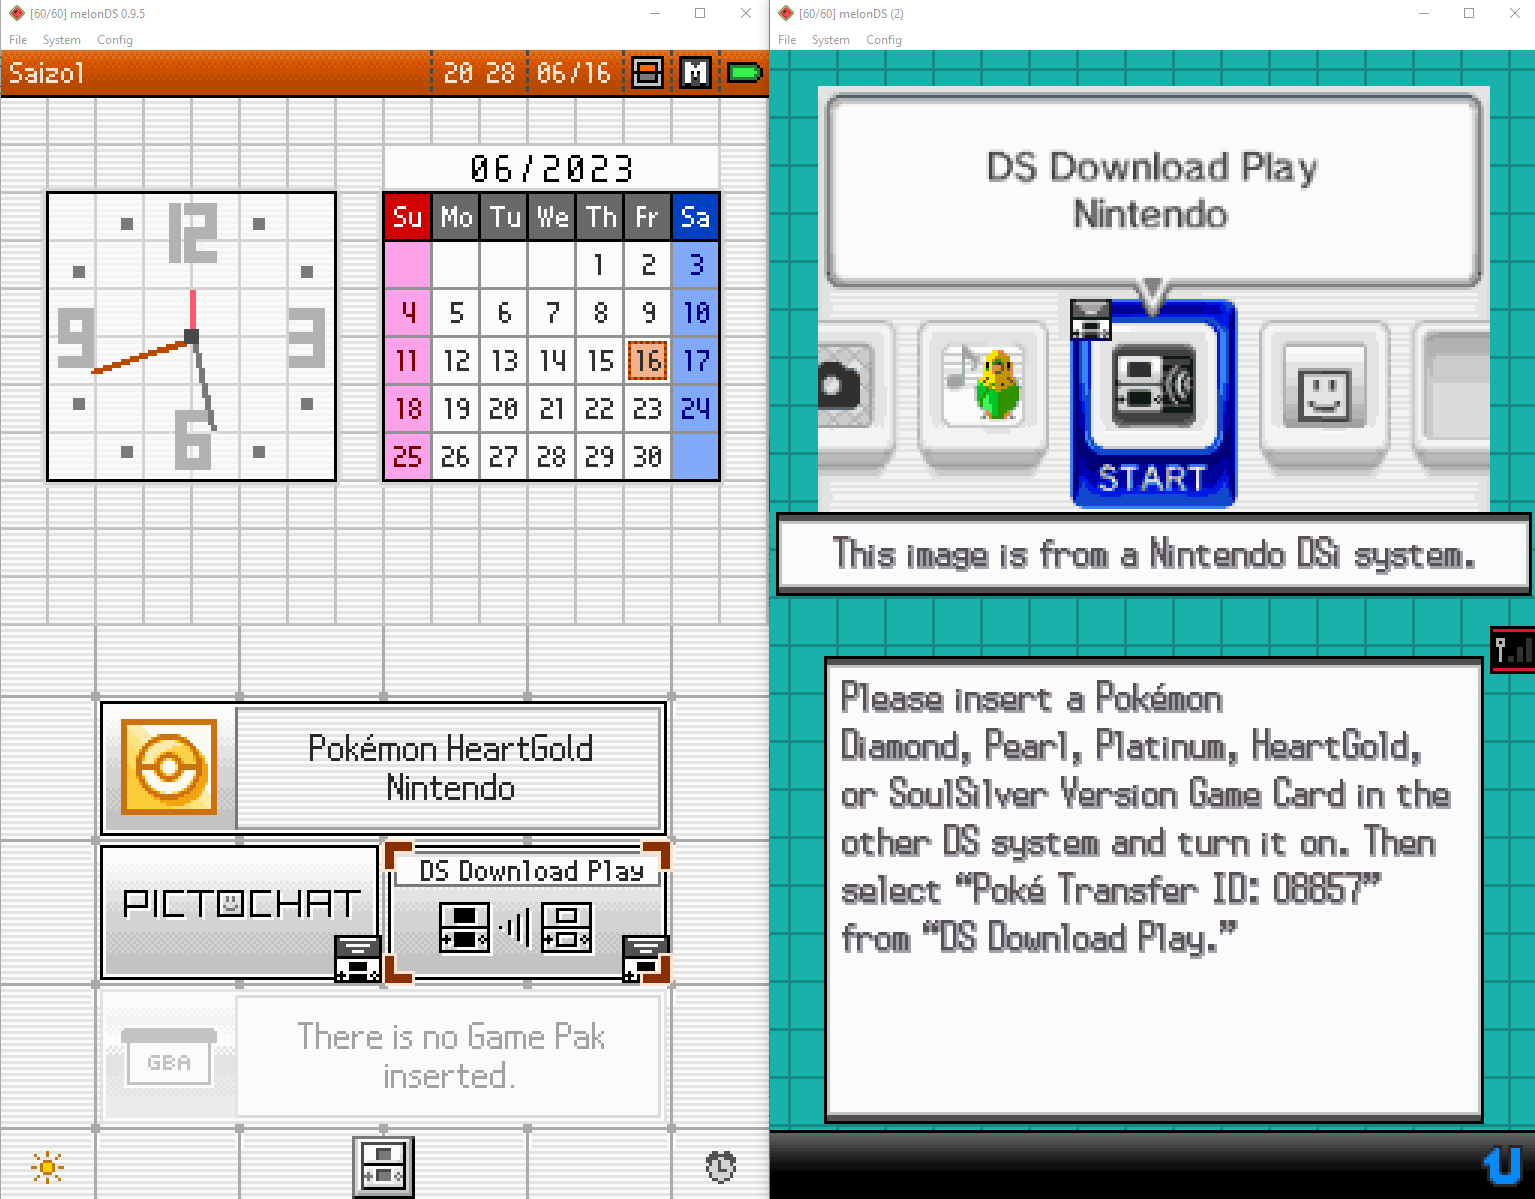 [60/60] melonDS 0.9.5
File System Config
Saizol
20 28 06/16
12
3
6
9
06/2023
Su Mo Tu We Th Fr Sa
1 2 3
4 5 6 7 8 9 10
11 12 13 14 15 16 17
18 19 20 21 22 23 24
25 26 27 28 29 30
Pokémon HeartGold
Nintendo
PICTOCHAT
DS Download Play
GBA
There is no Game Pak
inserted.
[60/60] melonDS (2)
File System Config
DS Download Play
Nintendo
START
This image is from a Nintendo DSi system.
Please insert a Pokémon
Diamond, Pearl, Platinum, HeartGold,
or SoulSilver Version Game Card in the
other DS system and turn it on. Then
select “Poké Transfer ID: 08857”
from “DS Download Play.”